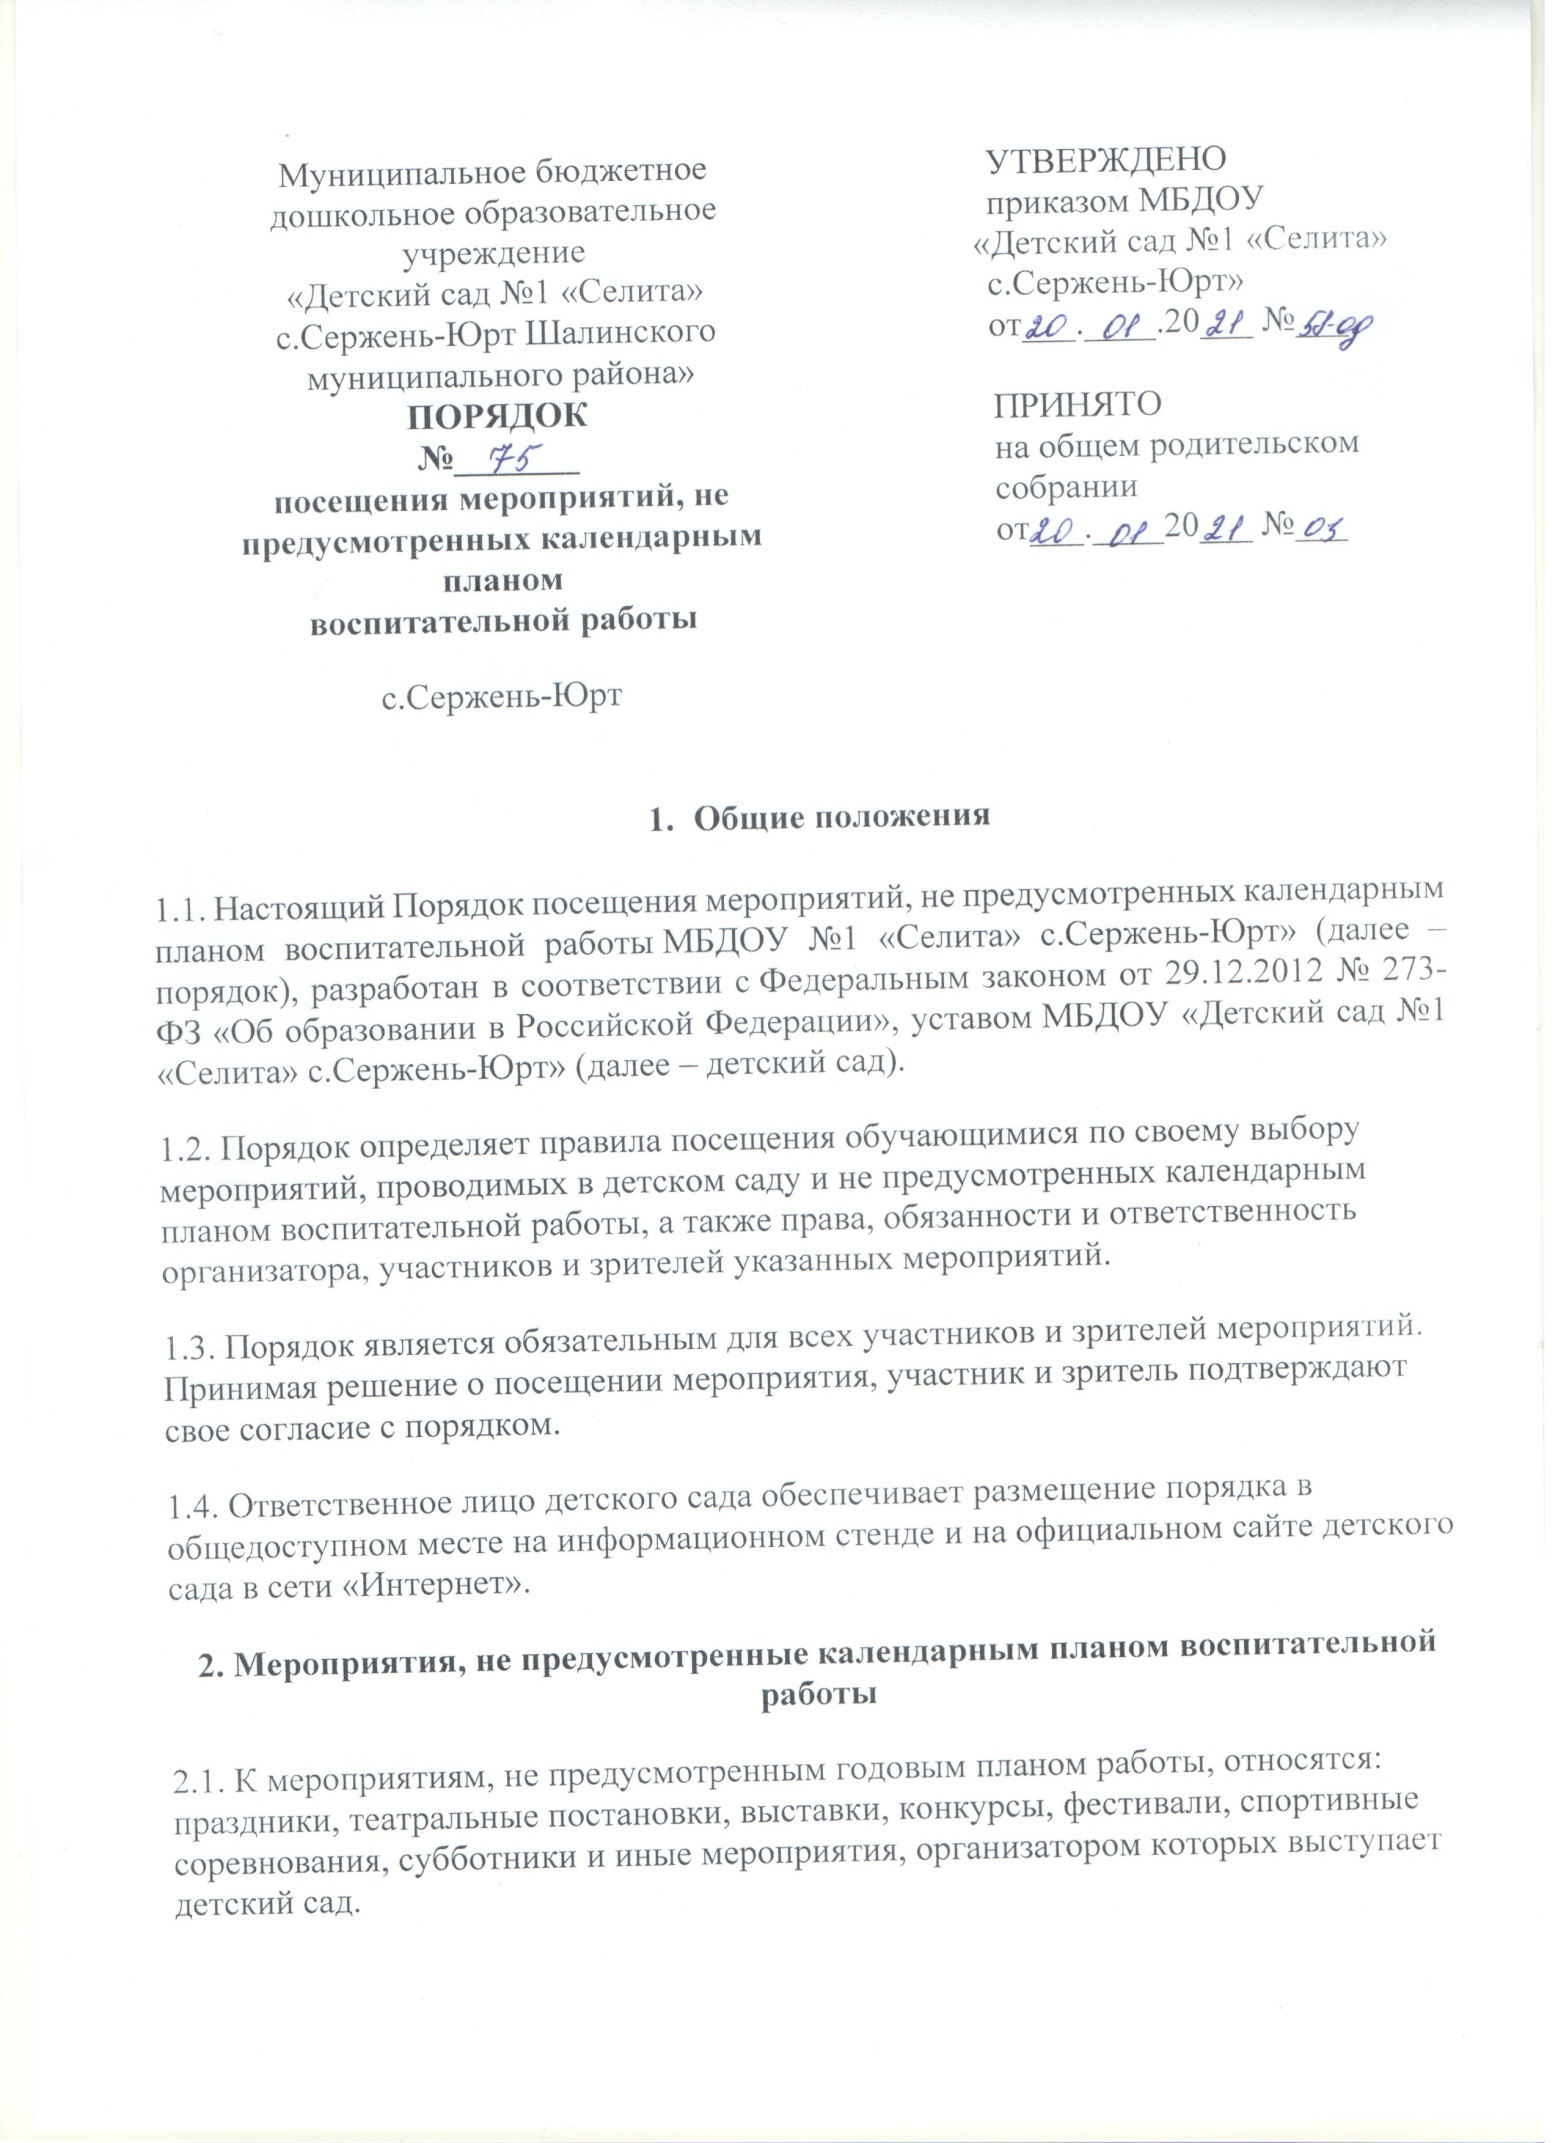 Муниципальное бюджетное
дошкольное образовательное
учреждение
«Детский сад №1 «Селита»
с.Сержень-Юрт Шалинского
муниципального района»
ПОРЯДОК
№ 75
посещения мероприятий, не
предусмотренных календарным
планом
воспитательной работы
с.Сержень-Юрт
УТВЕРЖДЕНО
приказом МБДОУ
«Детский сад №1 «Селита»
с.Сержень-Юрт»
от 20 . 01 .20 21 №
ПРИНЯТО
на общем родительском
собрании
от 20 . 01 20 21 № 03
1. Общие положения
1.1. Настоящий Порядок посещения мероприятий, не предусмотренных календарным
планом воспитательной работы МБДОУ №1 «Селита» с.Сержень-Юрт» (далее –
порядок), разработан в соответствии с Федеральным законом от 29.12.2012 № 273-
ФЗ «Об образовании в Российской Федерации», уставом МБДОУ «Детский сад №1
«Селита» с.Сержень-Юрт» (далее – детский сад).
1.2. Порядок определяет правила посещения обучающимися по своему выбору
мероприятий, проводимых в детском саду и не предусмотренных календарным
планом воспитательной работы, а также права, обязанности и ответственность
организатора, участников и зрителей указанных мероприятий.
1.3. Порядок является обязательным для всех участников и зрителей мероприятий.
Принимая решение о посещении мероприятия, участник и зритель подтверждают
свое согласие с порядком.
1.4. Ответственное лицо детского сада обеспечивает размещение порядка в
общедоступном месте на информационном стенде и на официальном сайте детского
сада в сети «Интернет».
2. Мероприятия, не предусмотренные календарным планом воспитательной
работы
2.1. К мероприятиям, не предусмотренным годовым планом работы, относятся:
праздники, театральные постановки, выставки, конкурсы, фестивали, спортивные
соревнования, субботники и иные мероприятия, организатором которых выступает
детский сад.